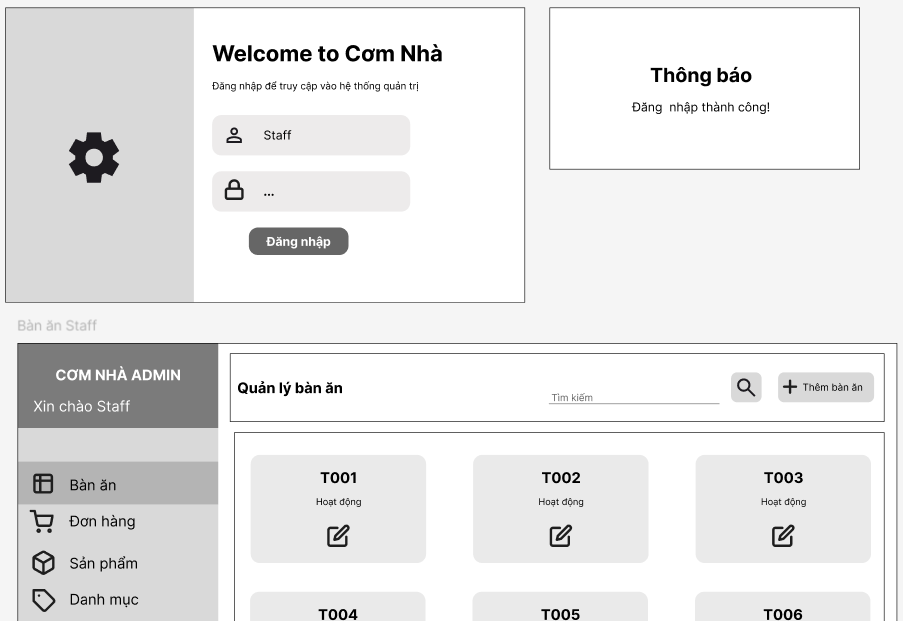 Welcome to Cơm Nhà
Đăng nhập để truy cập vào hệ thống quản trị
Staff
...
Đăng nhập
Thông báo
Đăng  nhập thành công!
Bàn ăn Staff
CƠM NHÀ ADMIN
Xin chào Staff
Bàn ăn
Đơn hàng
Sản phẩm
Danh mục
Quản lý bàn ăn
Tìm kiếm
Thêm bàn ăn
T001
Hoạt động
T002
Hoạt động
T003
Hoạt động
T004
T005
T006